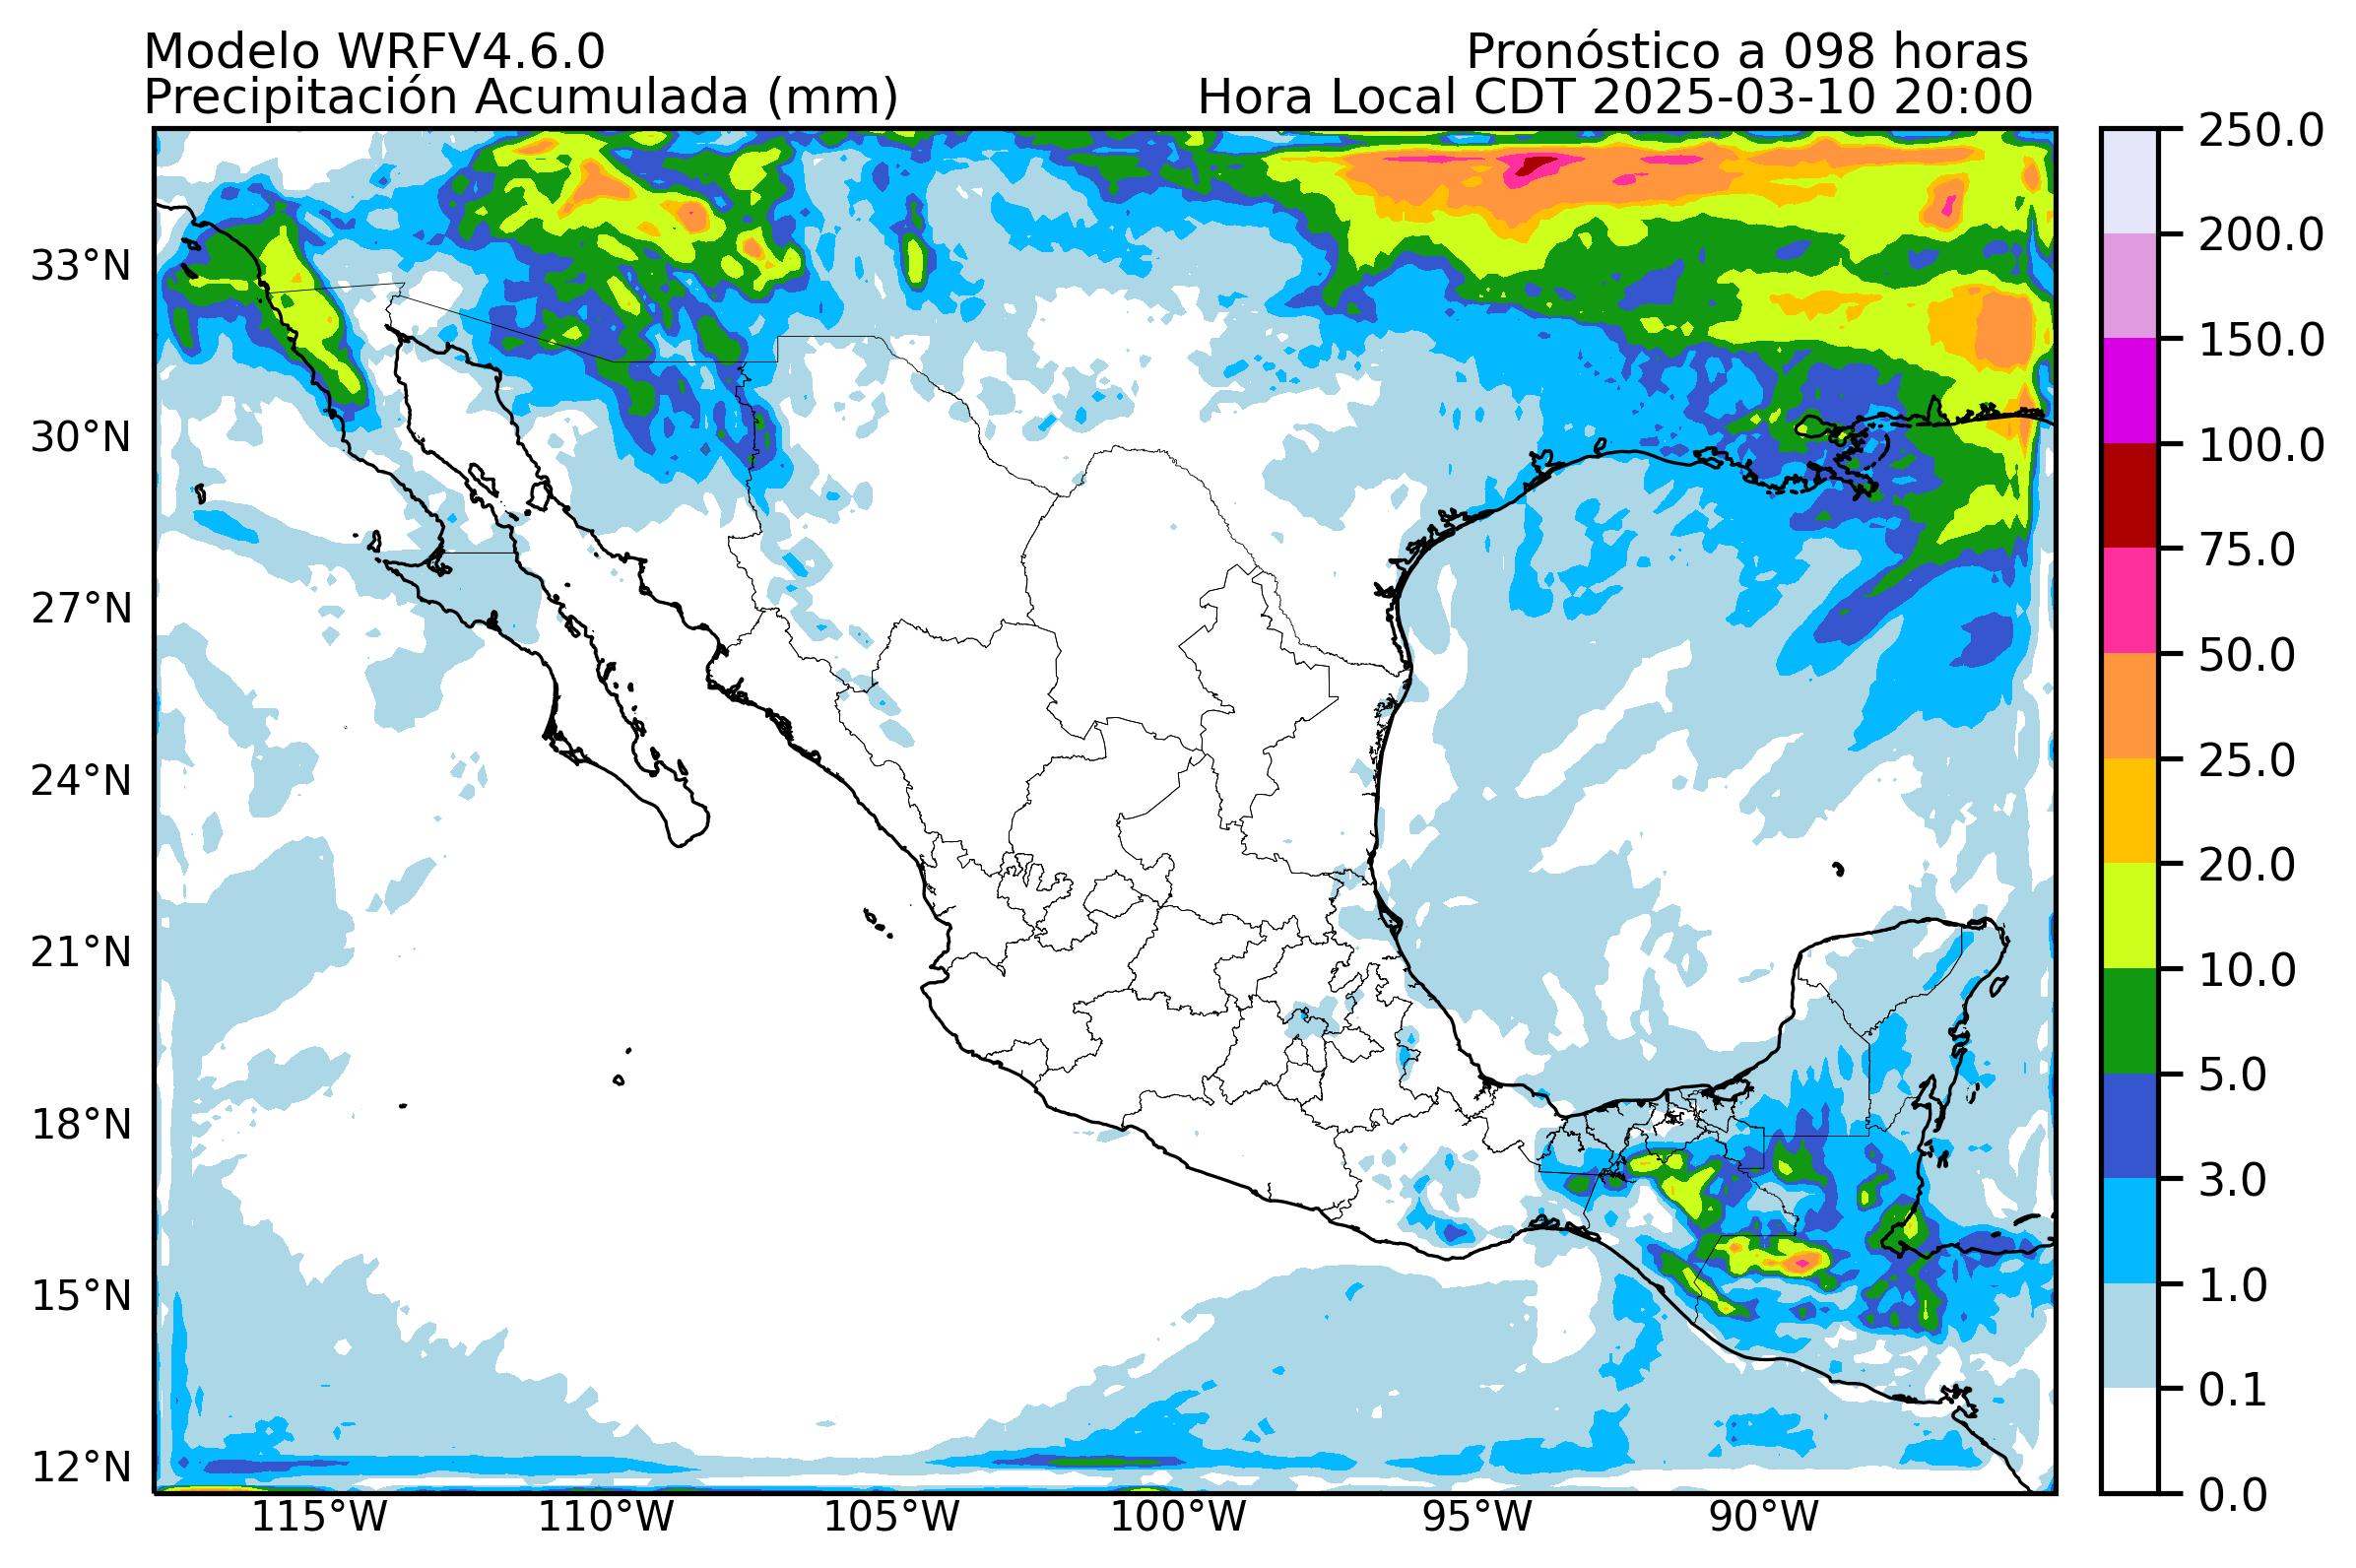 Modelo WRFV4.6.0
Pronóstico a 098 horas
Precipitación Acumulada (mm)
Hora Local CDT 2025-03-10 20:00
33°N
30°N
27°N
24°N
21°N
18°N
15°N
12°N
115°W
110°W
105°W
100°W
95°W
90°W
250.0
200.0
150.0
100.0
75.0
50.0
25.0
20.0
10.0
5.0
3.0
1.0
0.1
0.0